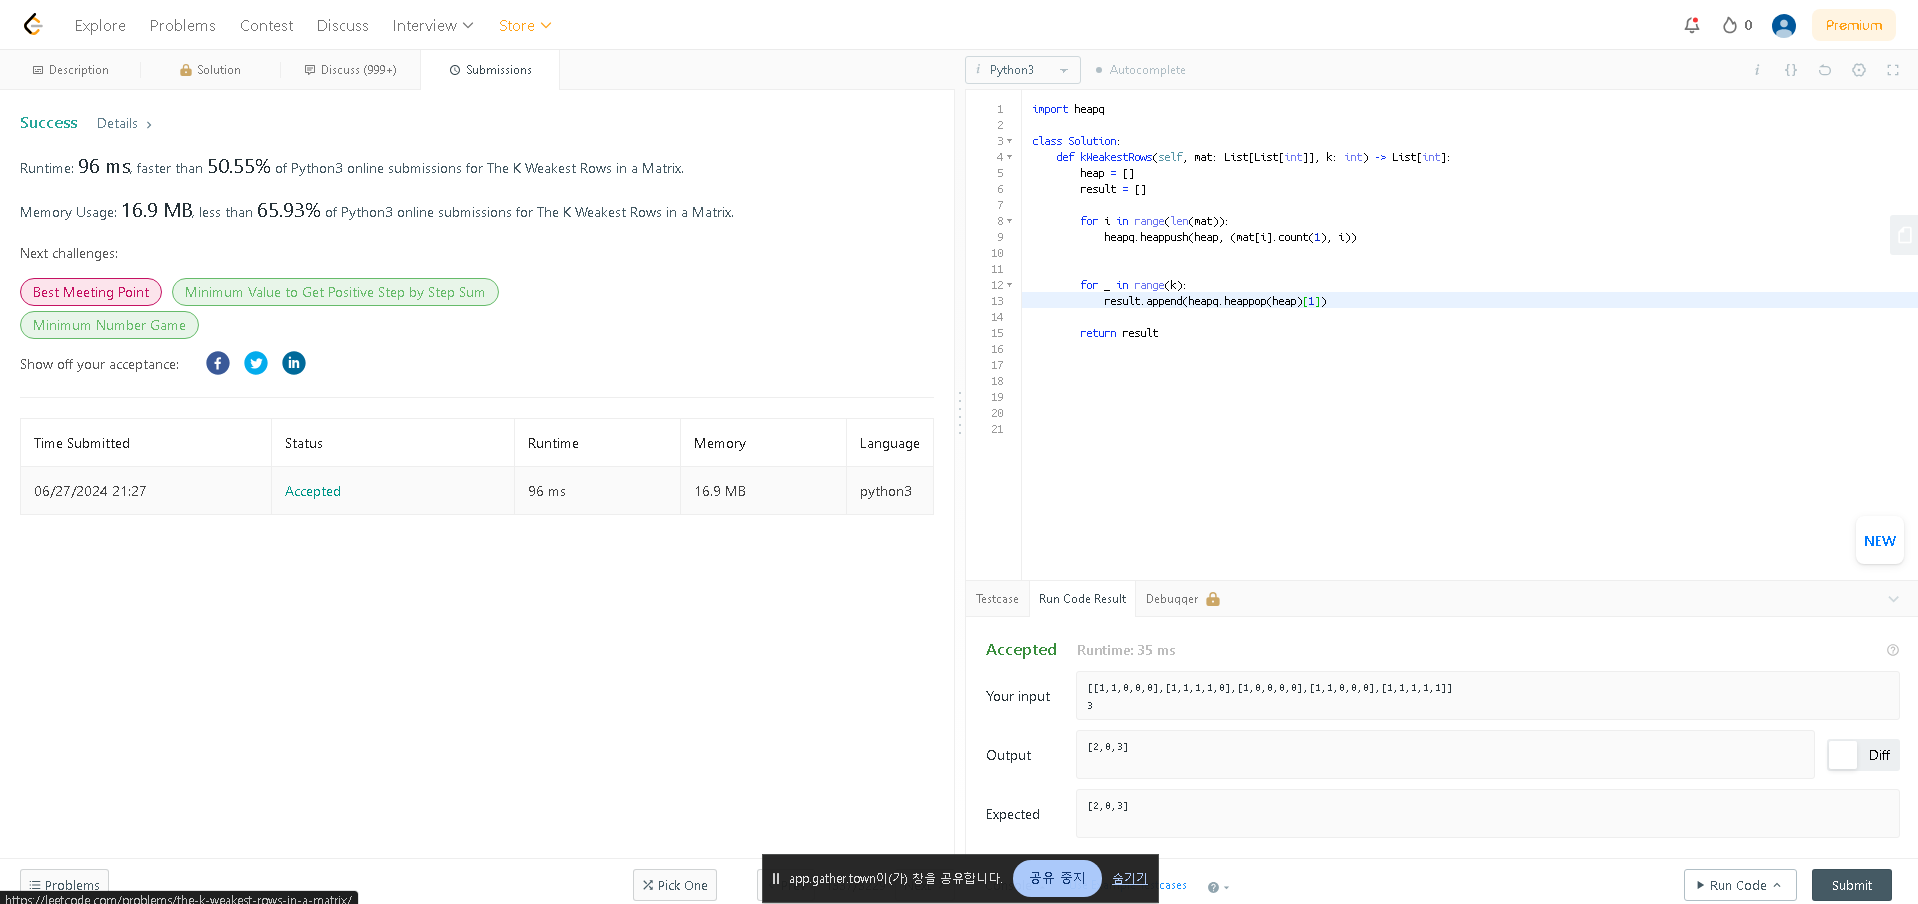 Explore Problems Contest Discuss Interview Store 0 Premium
Description Solution Discuss (999+) Submissions
Success Details
Runtime: 96 ms, faster than 50.55% of Python3 online submissions for The K Weakest Rows in a Matrix.
Memory Usage: 16.9 MB, less than 65.93% of Python3 online submissions for The K Weakest Rows in a Matrix.
Next challenges:
Best Meeting Point Minimum Value to Get Positive Step by Step Sum
Minimum Number Game
Show off your acceptance:
Time Submitted Status Runtime Memory Language
06/27/2024 21:27 Accepted 96 ms 16.9 MB python3
i Python3 Autocomplete i {}
1 import heapq
2
3 class Solution:
4 def kWeakestRows(self, mat: List[List[int]], k: int) -> List[int]:
5 heap = []
6 result = []
7
8 for i in range(len(mat)):
9 heapq.heappush(heap, (mat[i].count(1), i))
10
11
12 for _ in range(k):
13 result.append(heapq.heappop(heap)[1])
14
15 return result
16
17
18
19
20
21
NEW
Testcase Run Code Result Debugger
Accepted Runtime: 35 ms
Your input
[[1,1,0,0,0],[1,1,1,1,0],[1,0,0,0,0],[1,1,0,0,0],[1,1,1,1,1]]
3
Output [2,0,3] Diff
Expected [2,0,3]
Problems Pick One cases Run Code Submit
app.gather.town이(가) 창을 공유합니다. 공유 중지 숨기기
https://leetcode.com/problems/the-k-weakest-rows-in-a-matrix/